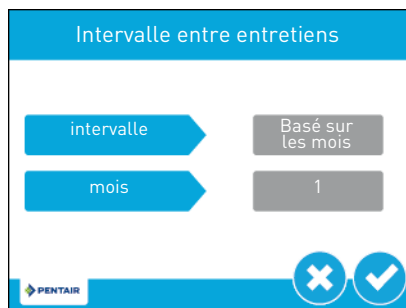 Intervalle entre entretiens
intervalle
Basé sur
les mois
mois
1
PENTAIR